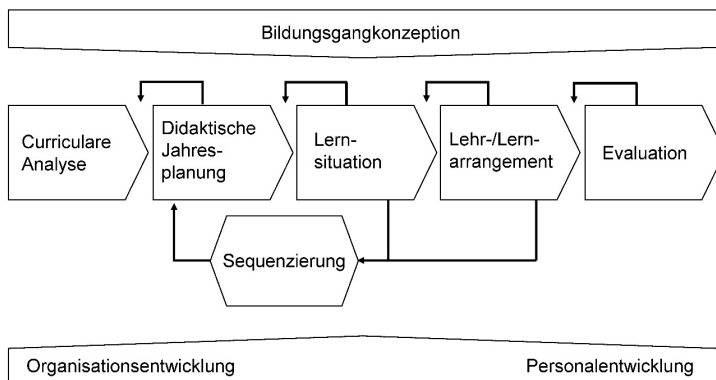 Bildungsgangkonzeption
Curriculare
Analyse
Didaktische
Jahres-
planung
Lern-
situation
Lehr-/Lern-
arrangement
Evaluation
Sequenzierung
Organisationsentwicklung
Personalentwicklung